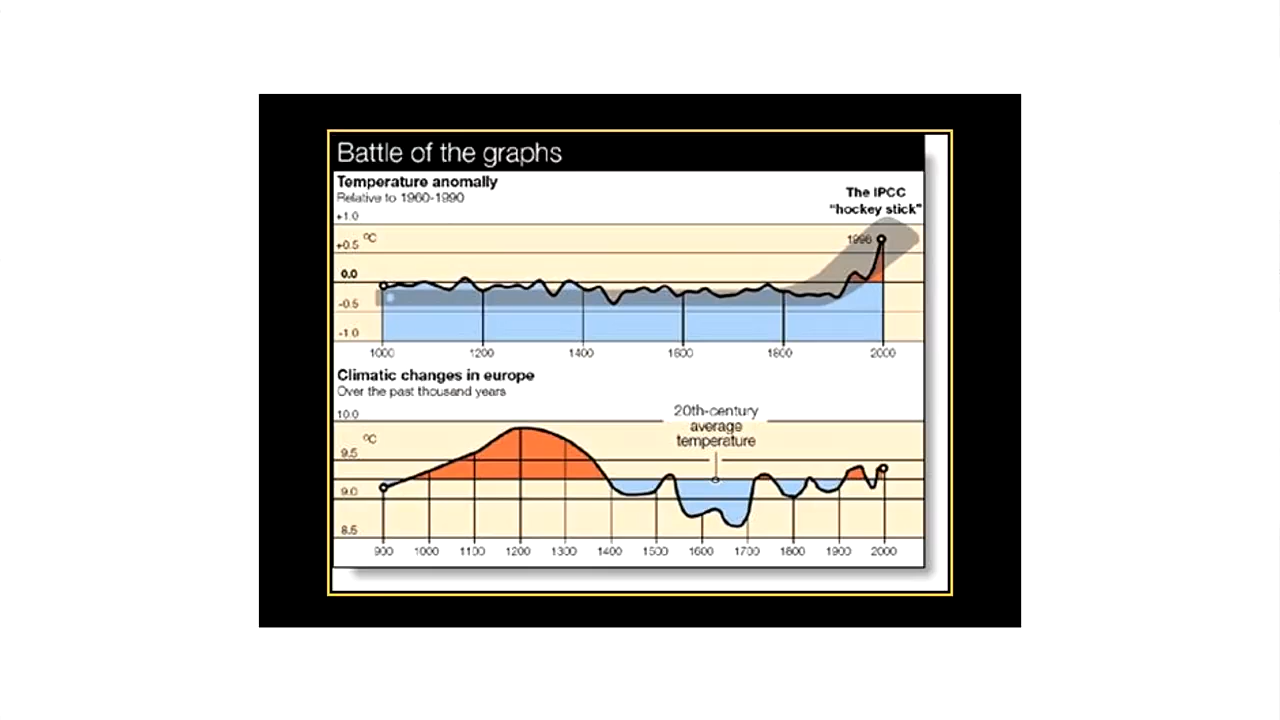 Battle of the graphs
Temperature anomally
Relative to 1960-1990
The IPCC
"hockey stick"
+1.0
°C
1998
+0.5
0.0
-0.5
-1.0
1000 1200 1400 1600 1800 2000
Climatic changes in europe
Over the past thousand years
20th-century
average
temperature
10.0
°C
9.5
9.0
8.5
900 1000 1100 1200 1300 1400 1500 1600 1700 1800 1900 2000